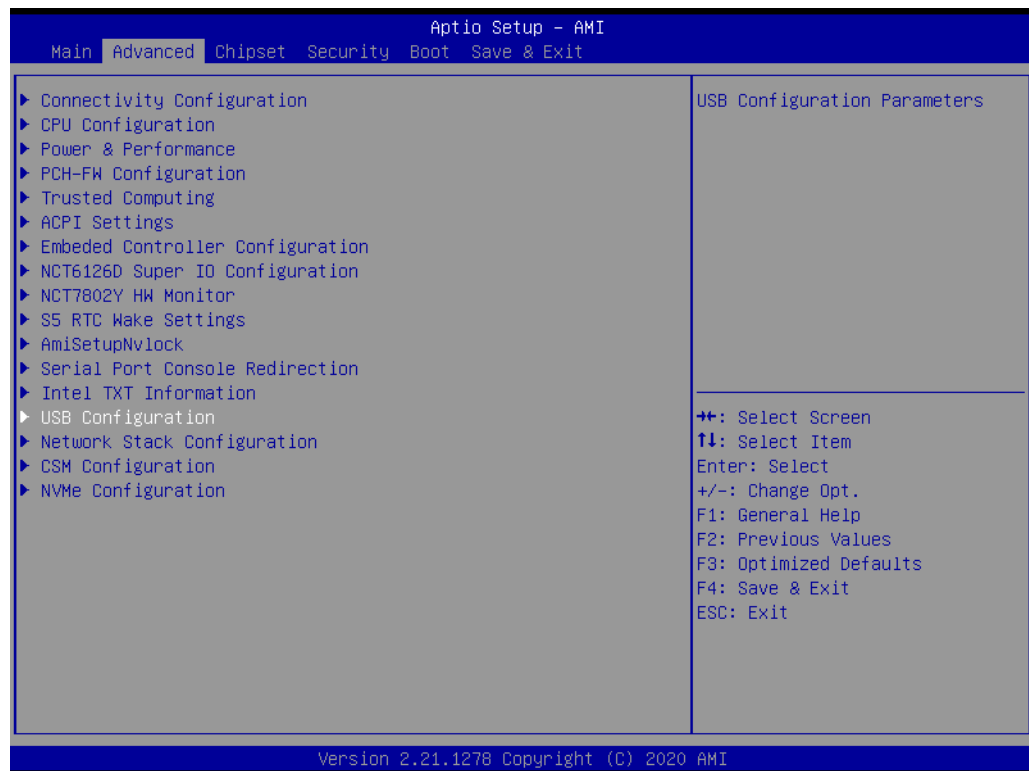 Aptio Setup – AMI
Main Advanced Chipset Security Boot Save & Exit
▶ Connectivity Configuration
▶ CPU Configuration
▶ Power & Performance
▶ PCH-FW Configuration
▶ Trusted Computing
▶ ACPI Settings
▶ Embeded Controller Configuration
▶ NCT6126D Super IO Configuration
▶ NCT7802Y HW Monitor
▶ S5 RTC Wake Settings
▶ AmiSetupNvlock
▶ Serial Port Console Redirection
▶ Intel TXT Information
▶ USB Configuration
▶ Network Stack Configuration
▶ CSM Configuration
▶ NVMe Configuration
USB Configuration Parameters
→←: Select Screen
↑↓: Select Item
Enter: Select
+/-: Change Opt.
F1: General Help
F2: Previous Values
F3: Optimized Defaults
F4: Save & Exit
ESC: Exit
Version 2.21.1278 Copyright (C) 2020 AMI